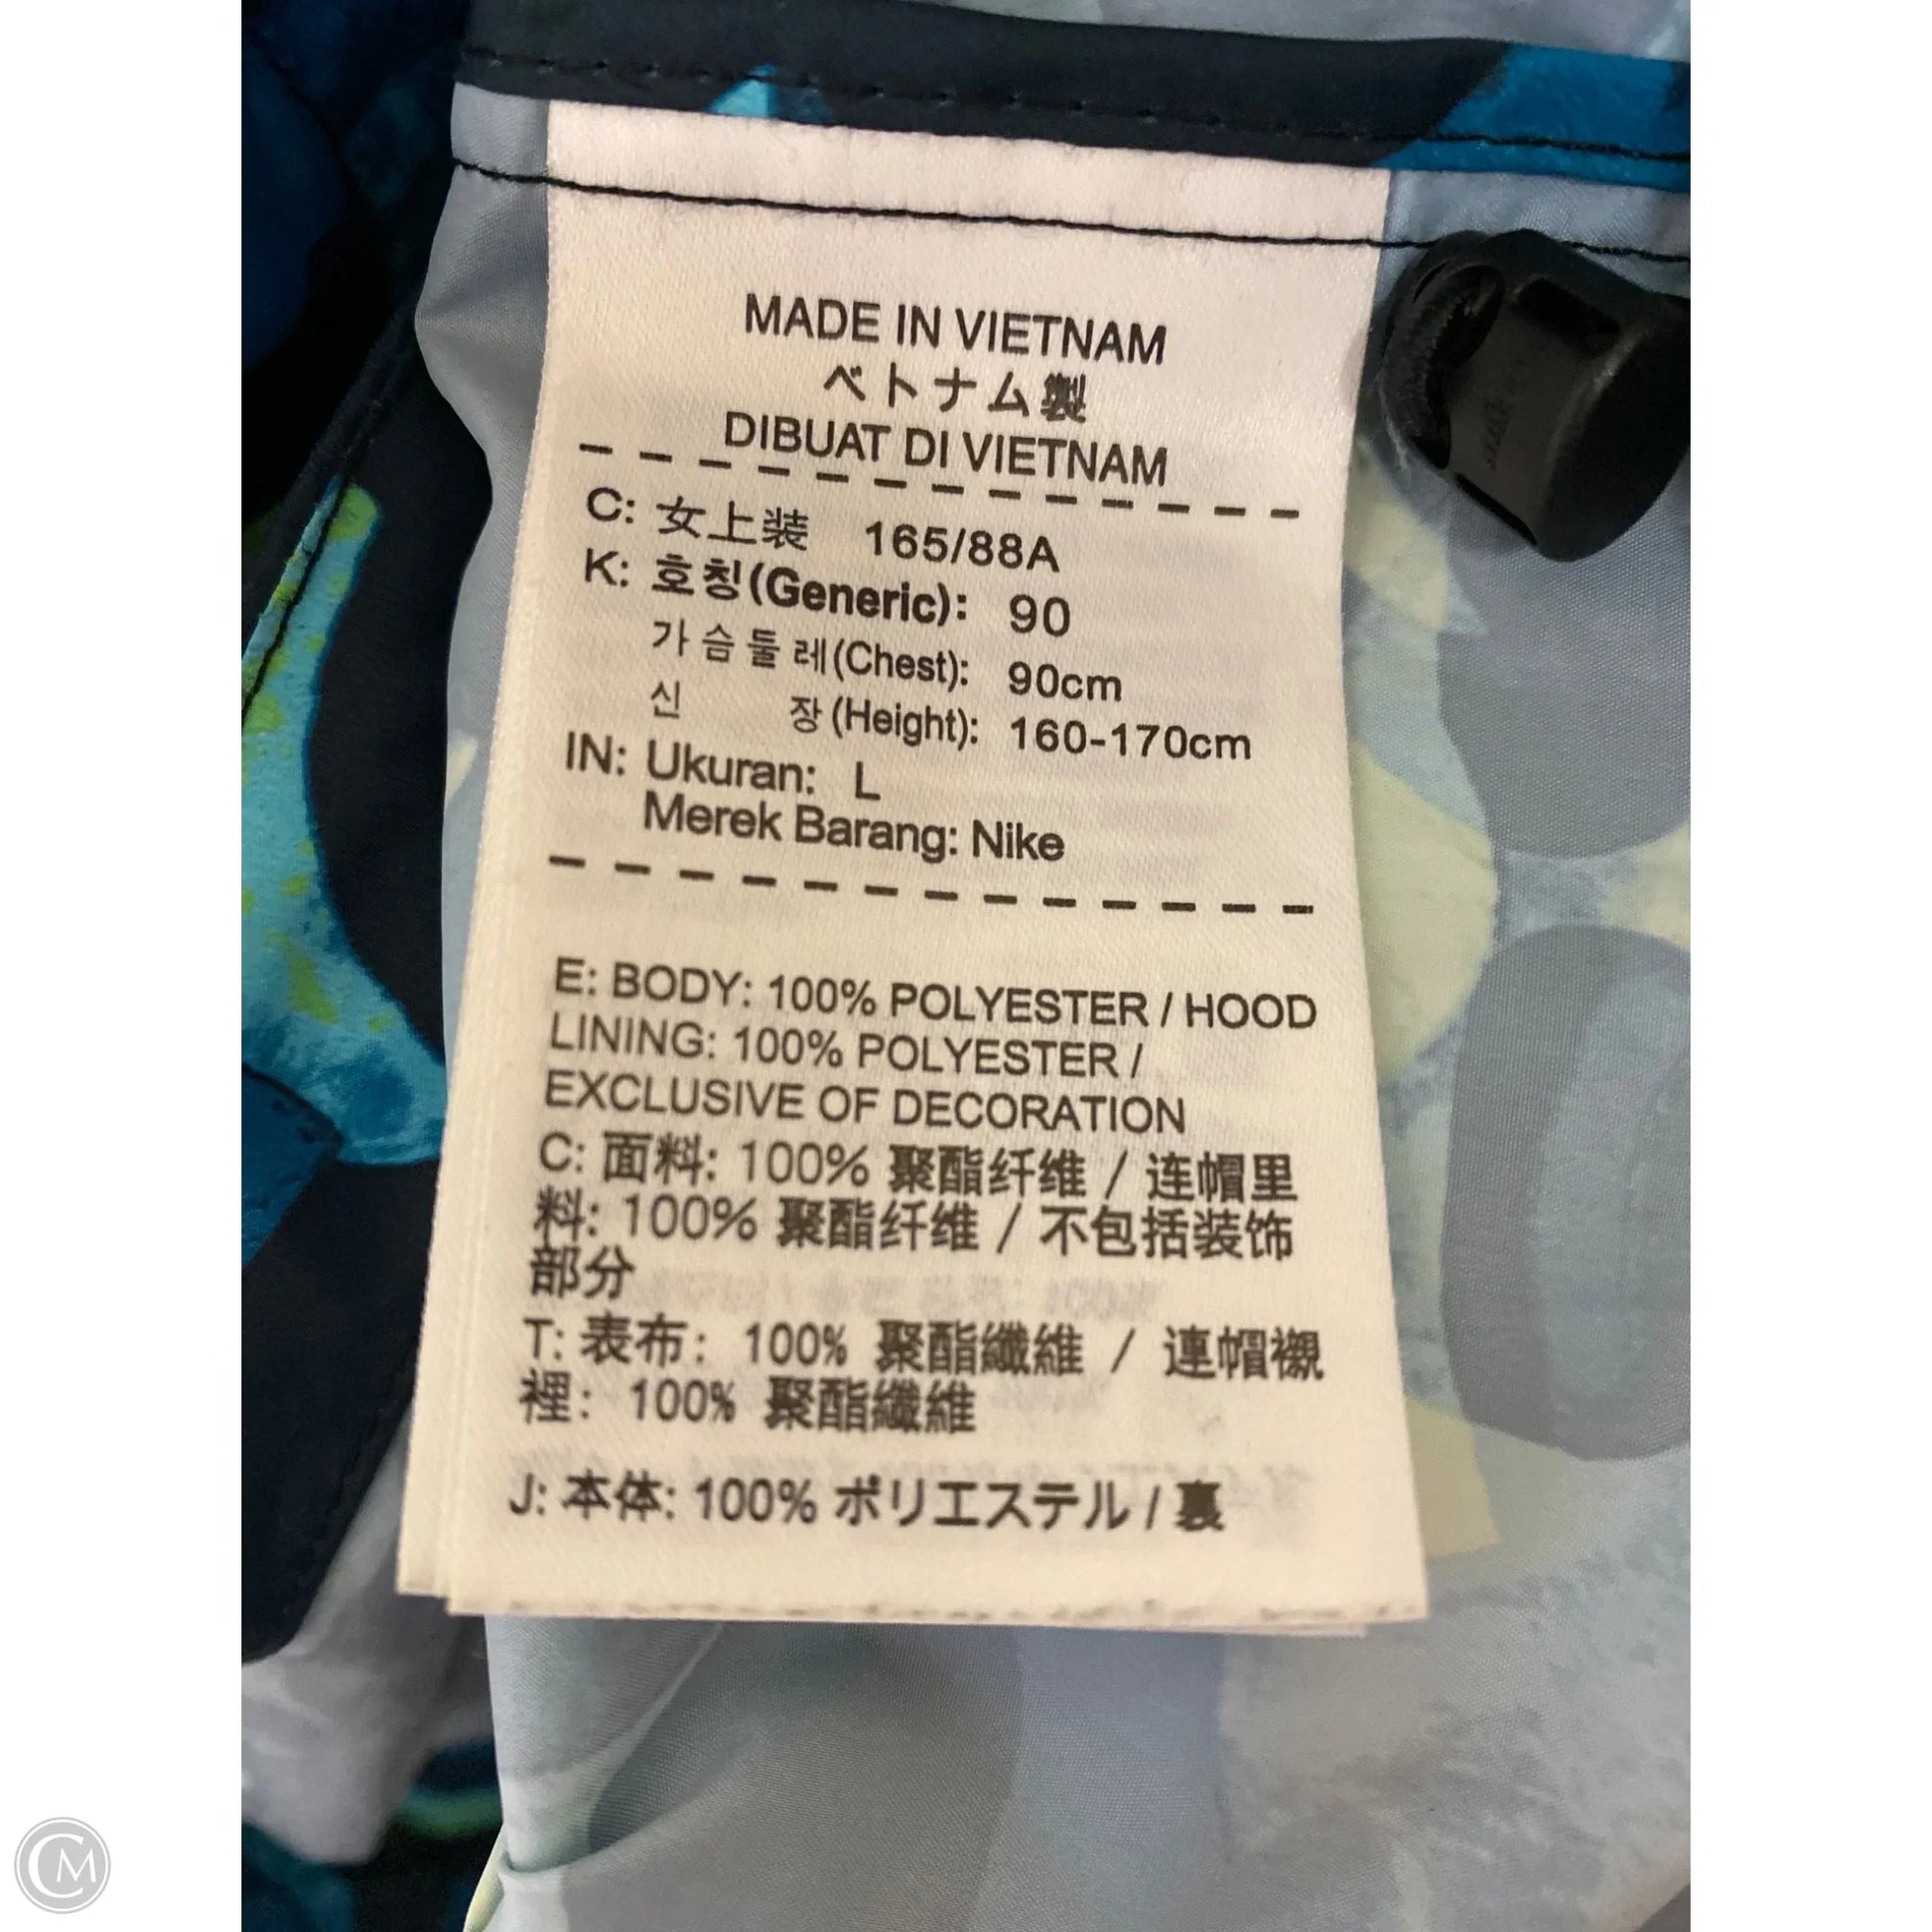 MADE IN VIETNAM
ベトナム製
DIBUAT DI VIETNAM
C: 女上装 165/88A
K: 호칭(Generic): 90
가슴둘레(Chest): 90cm
신 장(Height): 160-170cm
IN: Ukuran: L
Merek Barang: Nike
E: BODY: 100% POLYESTER / HOOD
LINING: 100% POLYESTER /
EXCLUSIVE OF DECORATION
C: 面料: 100% 聚酯纤维 / 连帽里
料: 100% 聚酯纤维 / 不包括装饰
部分
T: 表布: 100% 聚酯纖維 / 連帽襯
裡: 100% 聚酯纖維
J: 本体: 100% ポリエステル / 裏
CM